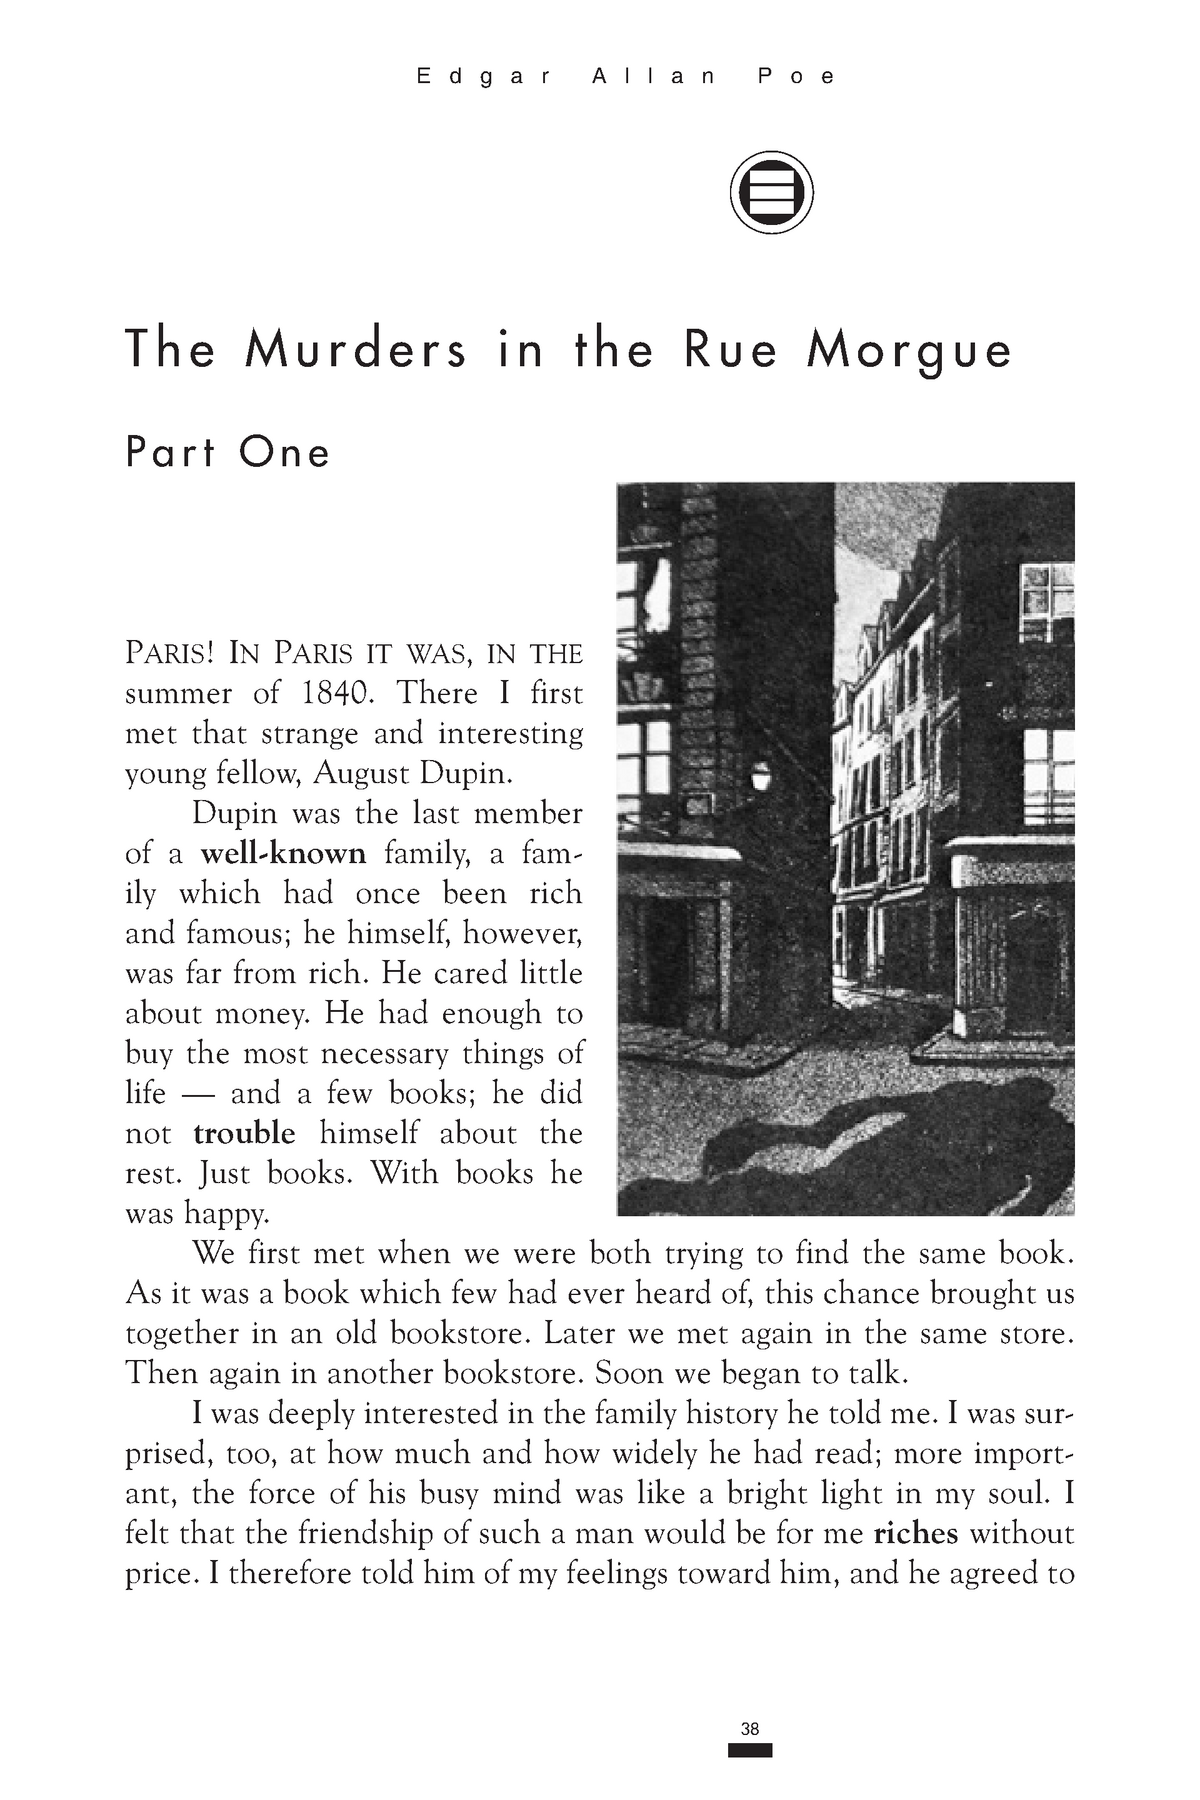 Edgar Allan Poe
The Murders in the Rue Morgue
Part One
PARIS! IN PARIS IT WAS, IN THE
summer of 1840. There I first
met that strange and interesting
young fellow, August Dupin.
Dupin was the last member
of a well-known family, a fam-
ily which had once been rich
and famous; he himself, however,
was far from rich. He cared little
about money. He had enough to
buy the most necessary things of
life — and a few books; he did
not trouble himself about the
rest. Just books. With books he
was happy.
We first met when we were both trying to find the same book.
As it was a book which few had ever heard of, this chance brought us
together in an old bookstore. Later we met again in the same store.
Then again in another bookstore. Soon we began to talk.
I was deeply interested in the family history he told me. I was sur-
prised, too, at how much and how widely he had read; more import-
ant, the force of his busy mind was like a bright light in my soul. I
felt that the friendship of such a man would be for me riches without
price. I therefore told him of my feelings toward him, and he agreed to
38